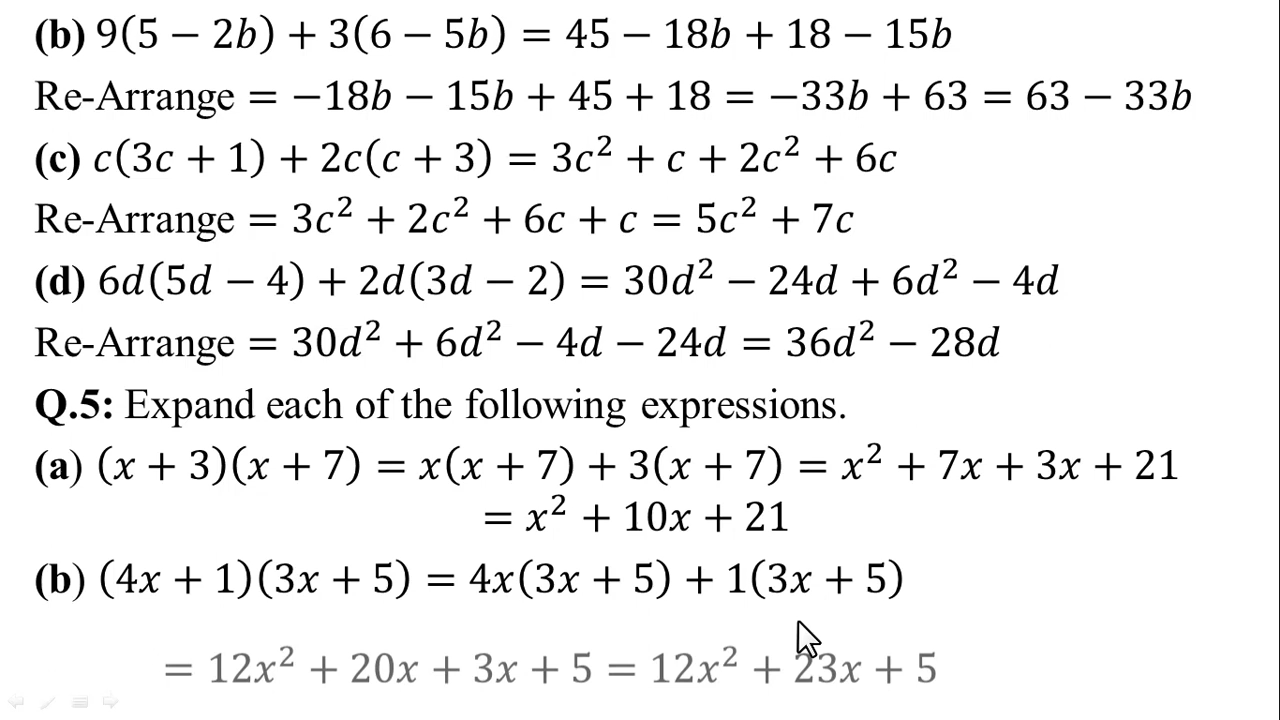 (b) 9(5 − 2b) + 3(6 − 5b) = 45 − 18b + 18 − 15b
Re-Arrange = −18b − 15b + 45 + 18 = −33b + 63 = 63 − 33b
(c) c(3c + 1) + 2c(c + 3) = 3c² + c + 2c² + 6c
Re-Arrange = 3c² + 2c² + 6c + c = 5c² + 7c
(d) 6d(5d − 4) + 2d(3d − 2) = 30d² − 24d + 6d² − 4d
Re-Arrange = 30d² + 6d² − 4d − 24d = 36d² − 28d
Q.5: Expand each of the following expressions.
(a) (x + 3)(x + 7) = x(x + 7) + 3(x + 7) = x² + 7x + 3x + 21
= x² + 10x + 21
(b) (4x + 1)(3x + 5) = 4x(3x + 5) + 1(3x + 5)
= 12x² + 20x + 3x + 5 = 12x² + 23x + 5